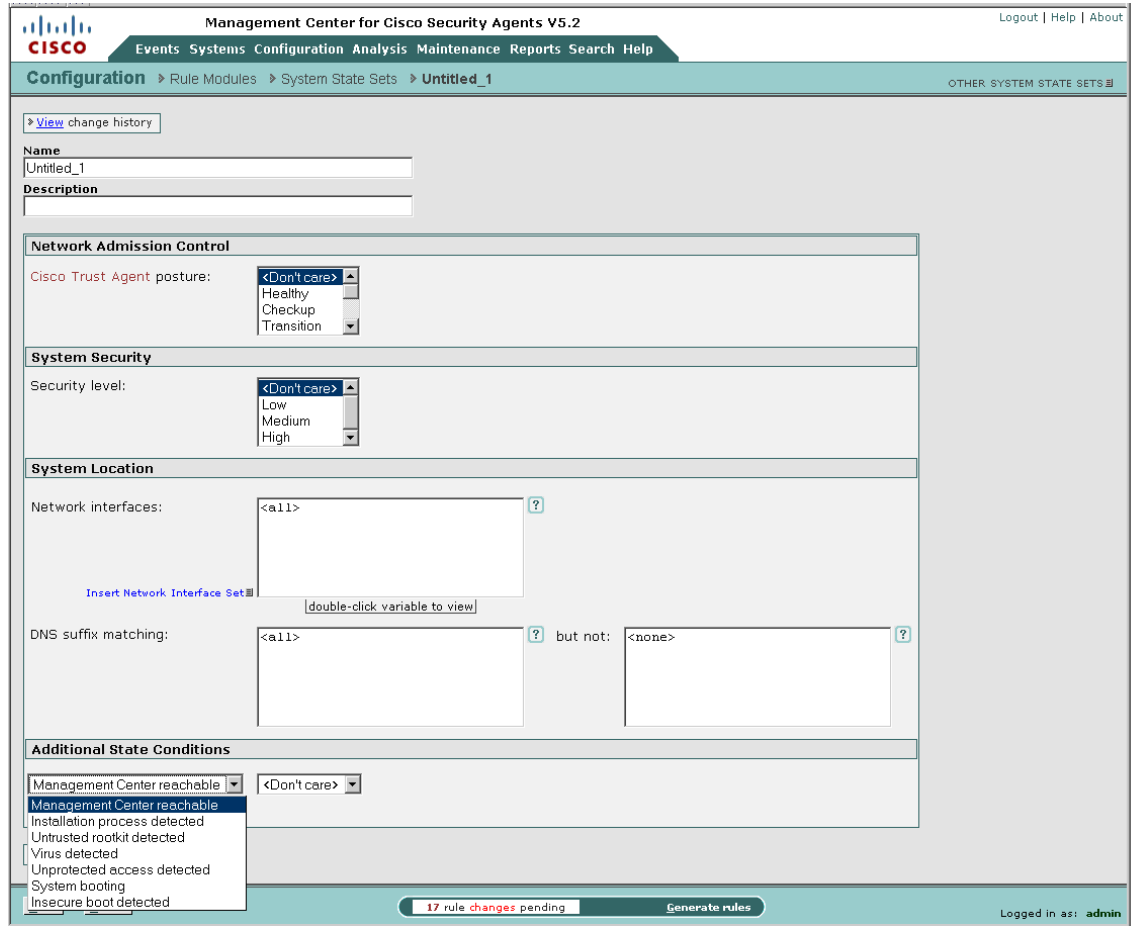 Management Center for Cisco Security Agents V5.2
Logout | Help | About
CISCO
Events Systems Configuration Analysis Maintenance Reports Search Help
Configuration > Rule Modules > System State Sets > Untitled_1
OTHER SYSTEM STATE SETS
View change history
Name
Untitled_1
Description
Network Admission Control
Cisco Trust Agent posture:
<Don't care>
Healthy
Checkup
Transition
System Security
Security level:
<Don't care>
Low
Medium
High
System Location
Network interfaces:
<all>
?
Insert Network Interface Set
double-click variable to view
DNS suffix matching:
<all>
?
but not:
<none>
?
Additional State Conditions
Management Center reachable
<Don't care>
Management Center reachable
Installation process detected
Untrusted rootkit detected
Virus detected
Unprotected access detected
System booting
Insecure boot detected
17 rule changes pending
Generate rules
Logged in as: admin